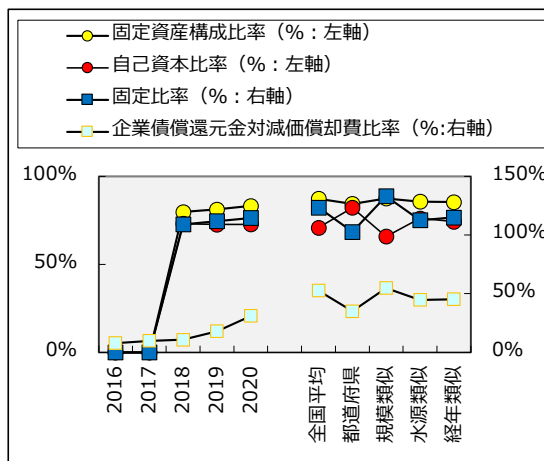 固定資産構成比率（%：左軸）
自己資本比率（%：左軸）
固定比率（%：右軸）
企業債償還元金対減価償却費比率（%:右軸）
100%
50%
0%
150%
100%
50%
0%
2016
2017
2018
2019
2020
全国平均
都道府県
規模類似
水源類似
経年類似